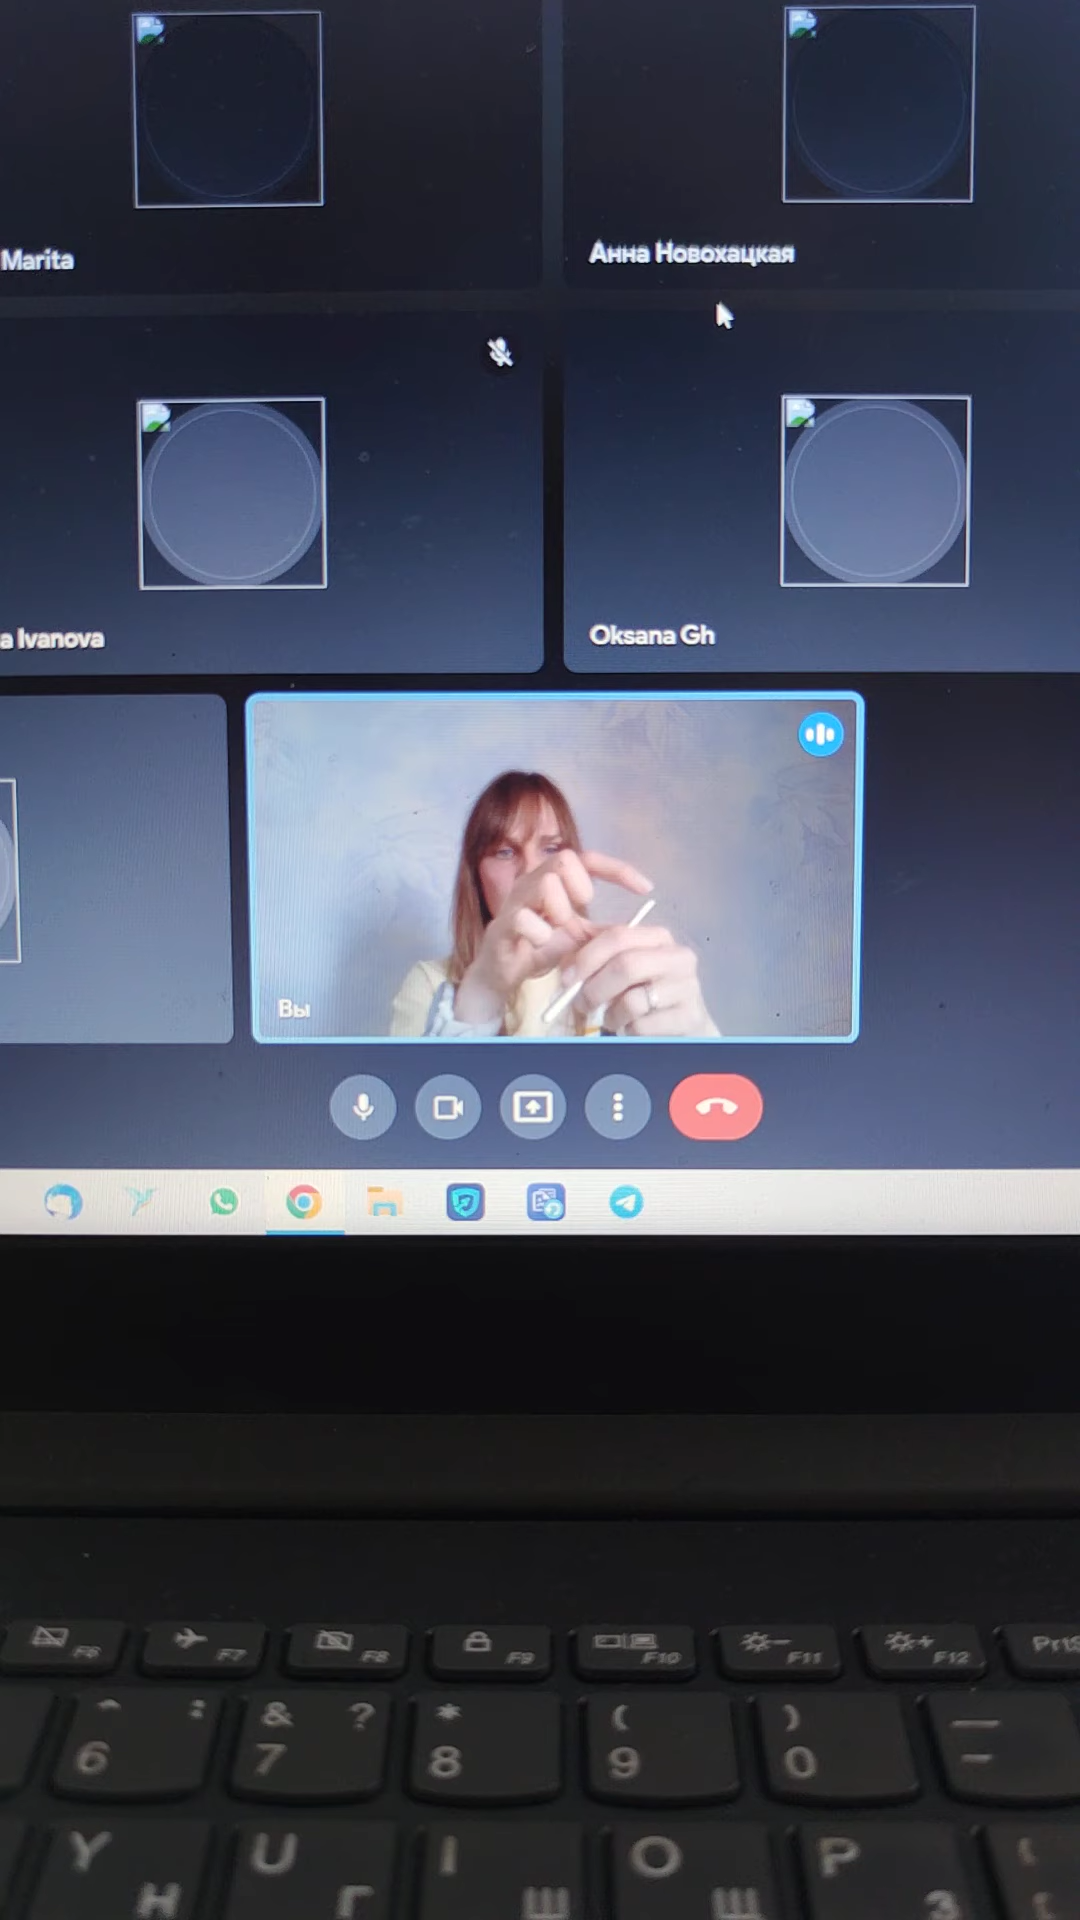 Marita
Анна Новохацкая
a Ivanova
Oksana Gh
Вы
F6 F7 F8 F9 F10 F11 F12 PrtS
^ : & ? * ( ) —
6 7 8 9 0 -
Y U I O P
Н Г Ш Щ З